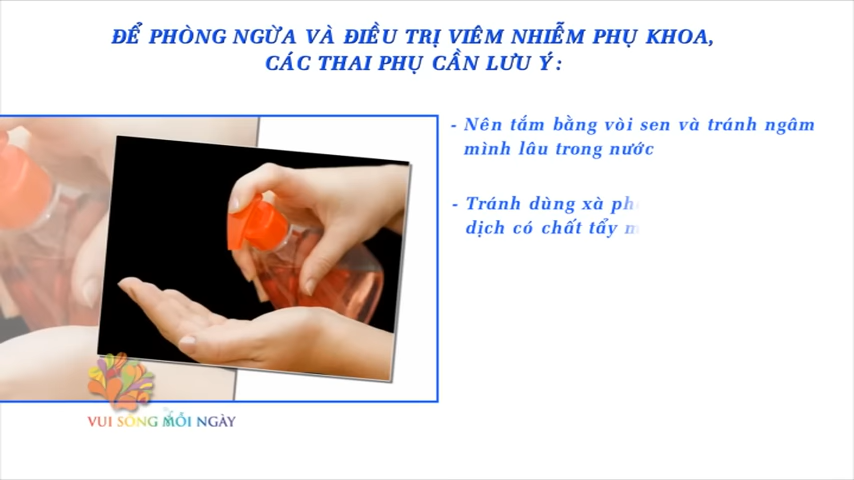 ĐỂ PHÒNG NGỪA VÀ ĐIỀU TRỊ VIÊM NHIỄM PHỤ KHOA,
CÁC THAI PHỤ CẦN LƯU Ý:
- Nên tắm bằng vòi sen và tránh ngâm
mình lâu trong nước
- Tránh dùng xà
dịch có chất tẩy
VUI SỐNG MỖI NGÀY